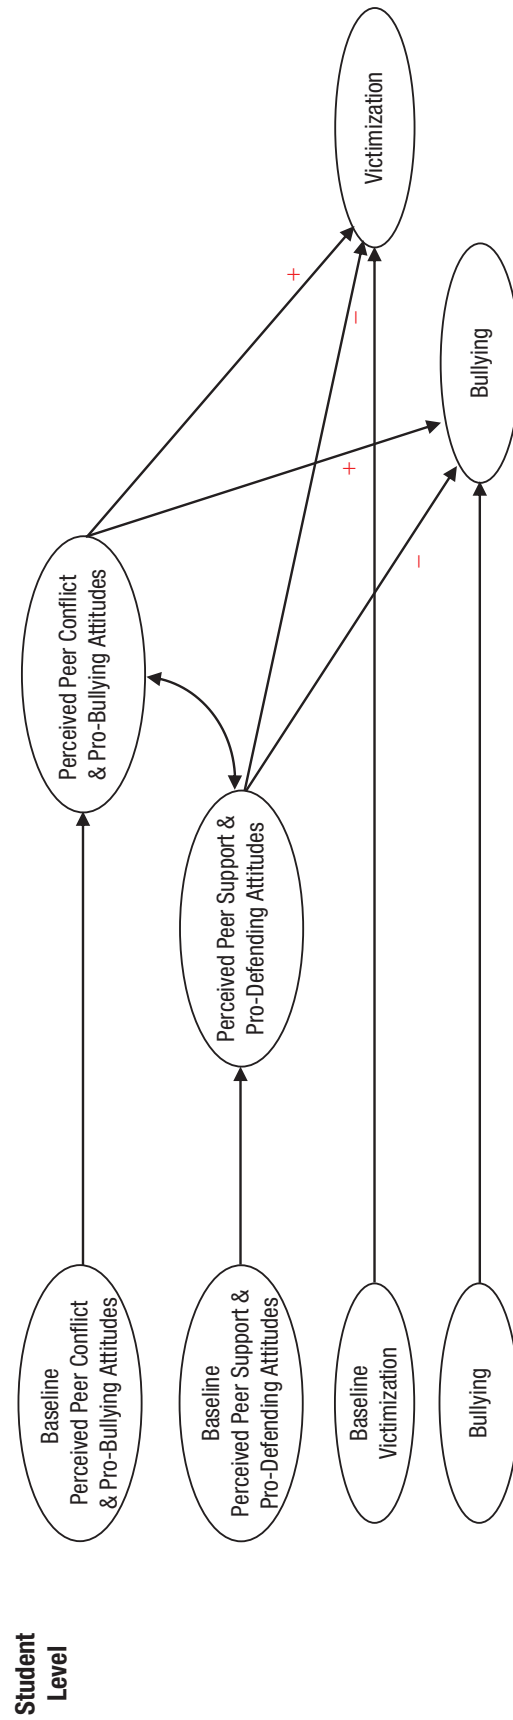 Student
Level
Baseline
Perceived Peer Conflict
& Pro-Bullying Attitudes
Baseline
Perceived Peer Support &
Pro-Defending Attitudes
Baseline
Victimization
Bullying
Perceived Peer Conflict
& Pro-Bullying Attitudes
Perceived Peer Support &
Pro-Defending Attitudes
+
–
+
–
Victimization
Bullying